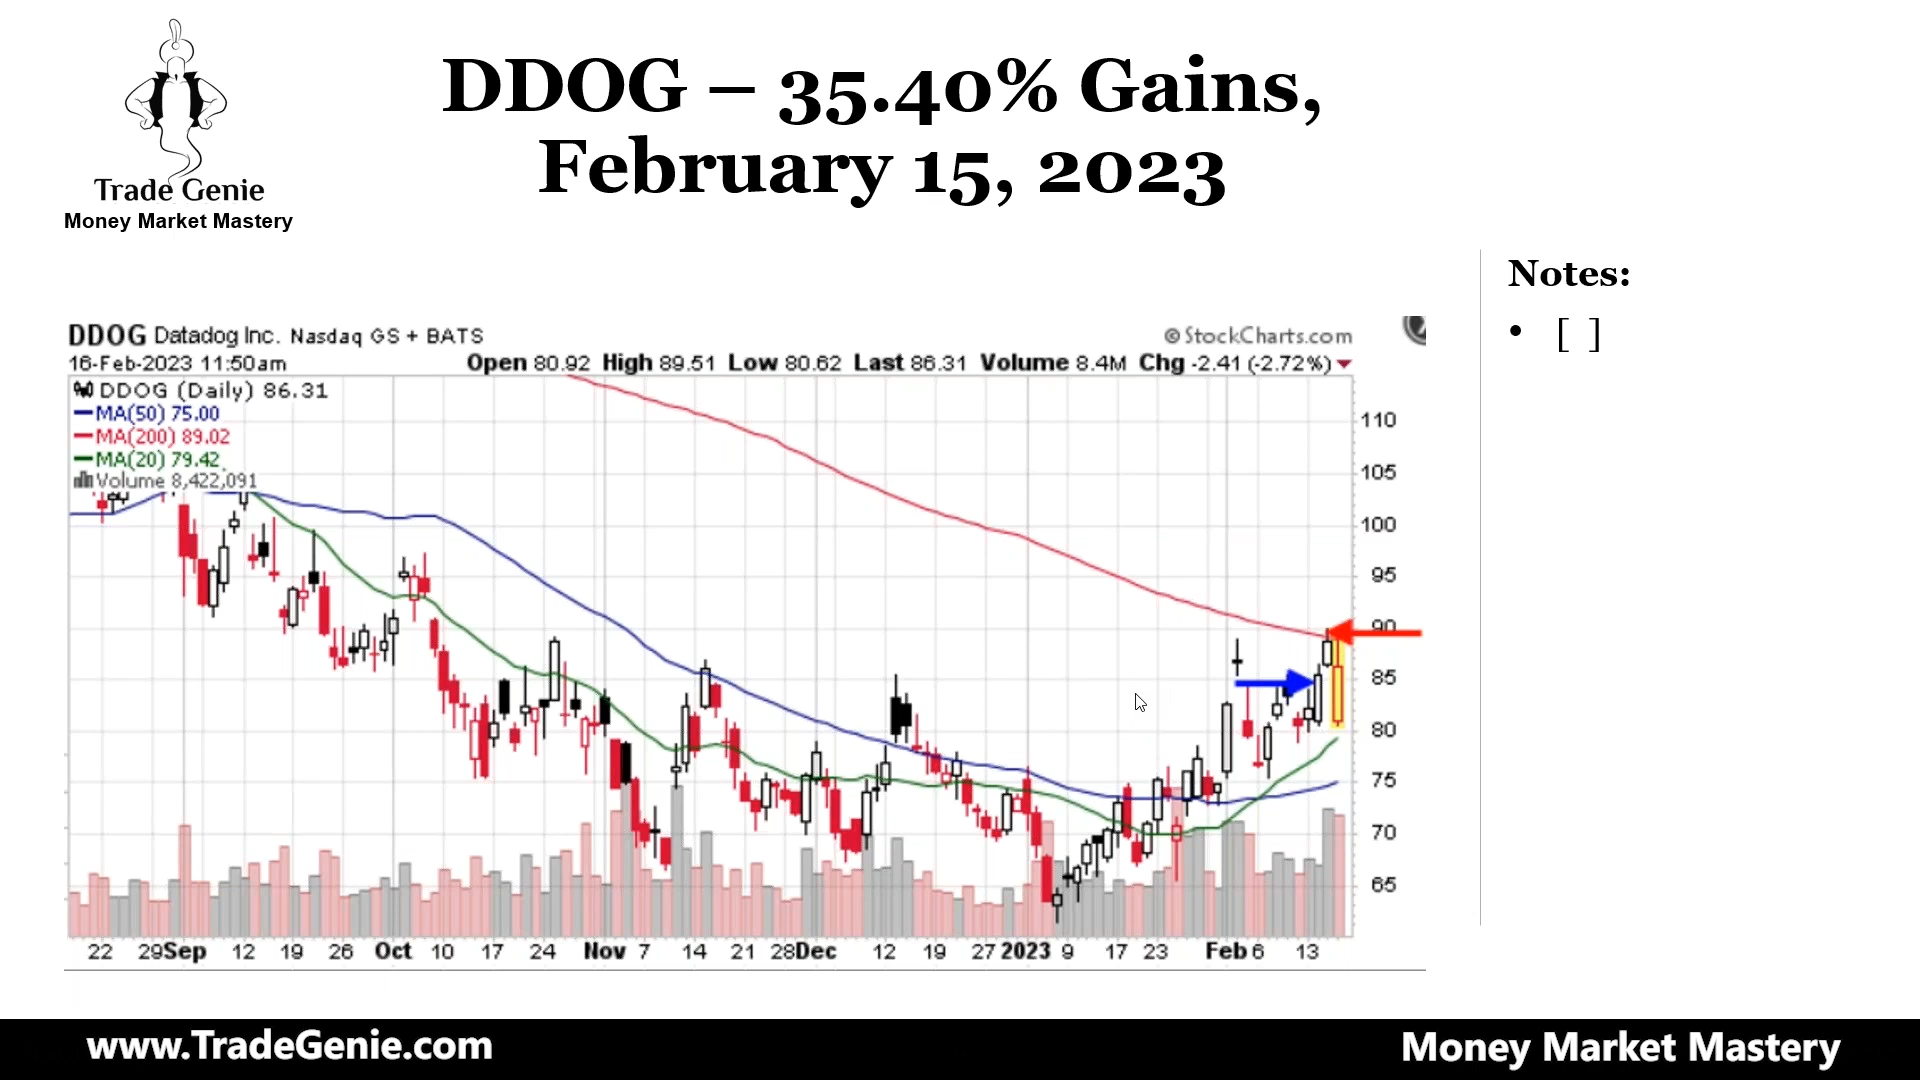 Trade Genie
Money Market Mastery
DDOG – 35.40% Gains,
February 15, 2023
Notes:
• [ ]
DDOG Datadog Inc. Nasdaq GS + BATS
© StockCharts.com
16-Feb-2023 11:50am
Open 80.92 High 89.51 Low 80.62 Last 86.31 Volume 8.4M Chg -2.41 (-2.72%)
DDOG (Daily) 86.31
MA(50) 75.00
MA(200) 89.02
MA(20) 79.42
Volume 8,422,091
110
105
100
95
90
85
80
75
70
65
22 29 Sep 12 19 26 Oct 10 17 24 Nov 7 14 21 28 Dec 12 19 27 2023 9 17 23 Feb 6 13
www.TradeGenie.com
Money Market Mastery